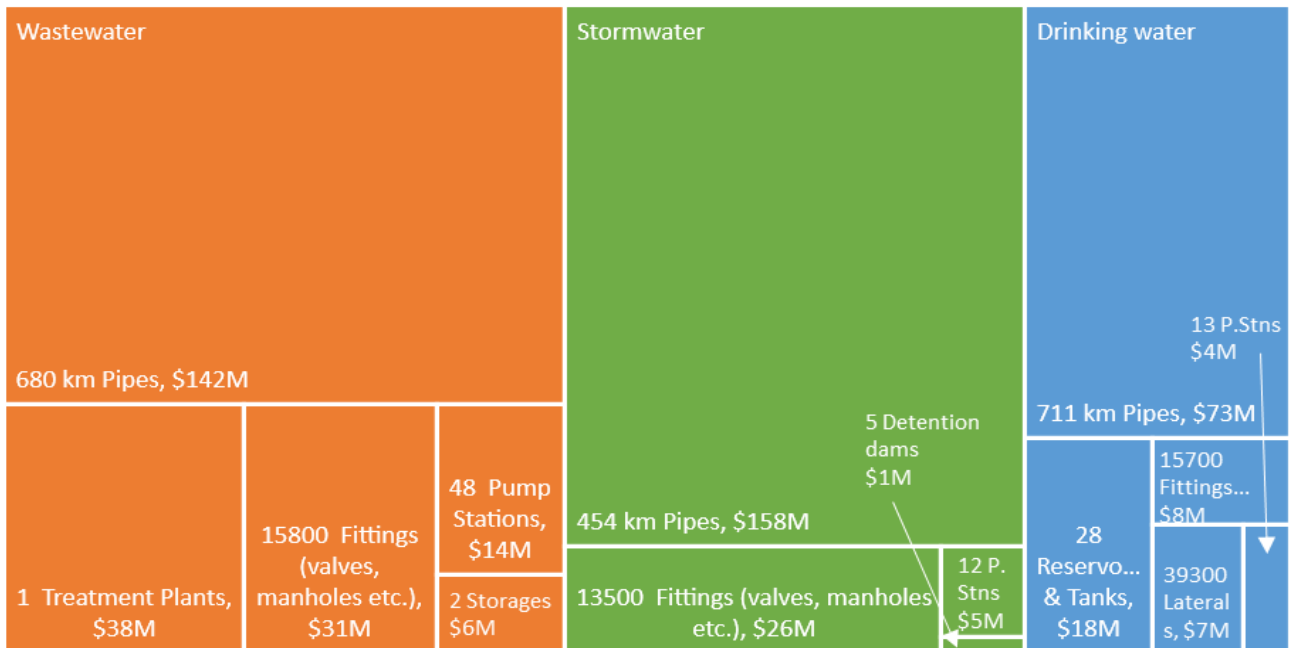 Wastewater
680 km Pipes, $142M
1  Treatment Plants,
$38M
15800  Fittings
(valves,
manholes etc.),
$31M
48  Pump
Stations,
$14M
2 Storages
$6M
Stormwater
454 km Pipes, $158M
5 Detention
dams
$1M
13500  Fittings (valves, manholes
etc.), $26M
12 P.
Stns
$5M
Drinking water
13 P.Stns
$4M
711 km Pipes, $73M
28
Reservo...
& Tanks,
$18M
15700
Fittings...
$8M
39300
Lateral
s, $7M